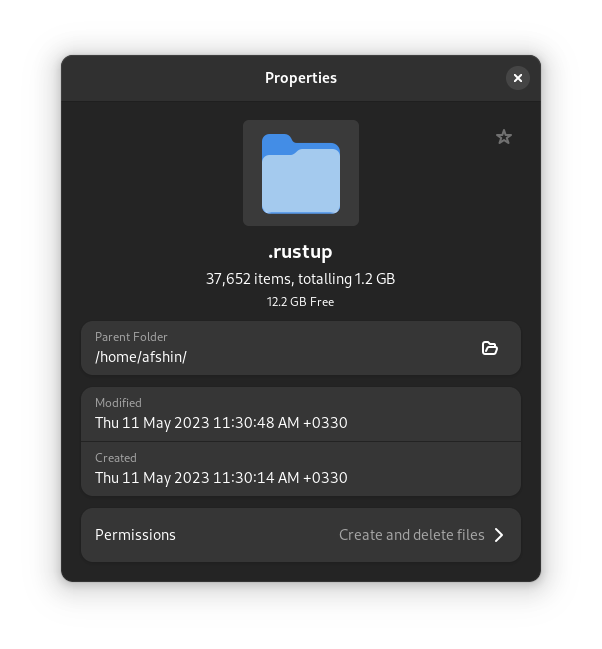 Properties
.rustup
37,652 items, totalling 1.2 GB
12.2 GB Free
Parent Folder
/home/afshin/
Modified
Thu 11 May 2023 11:30:48 AM +0330
Created
Thu 11 May 2023 11:30:14 AM +0330
Permissions Create and delete files